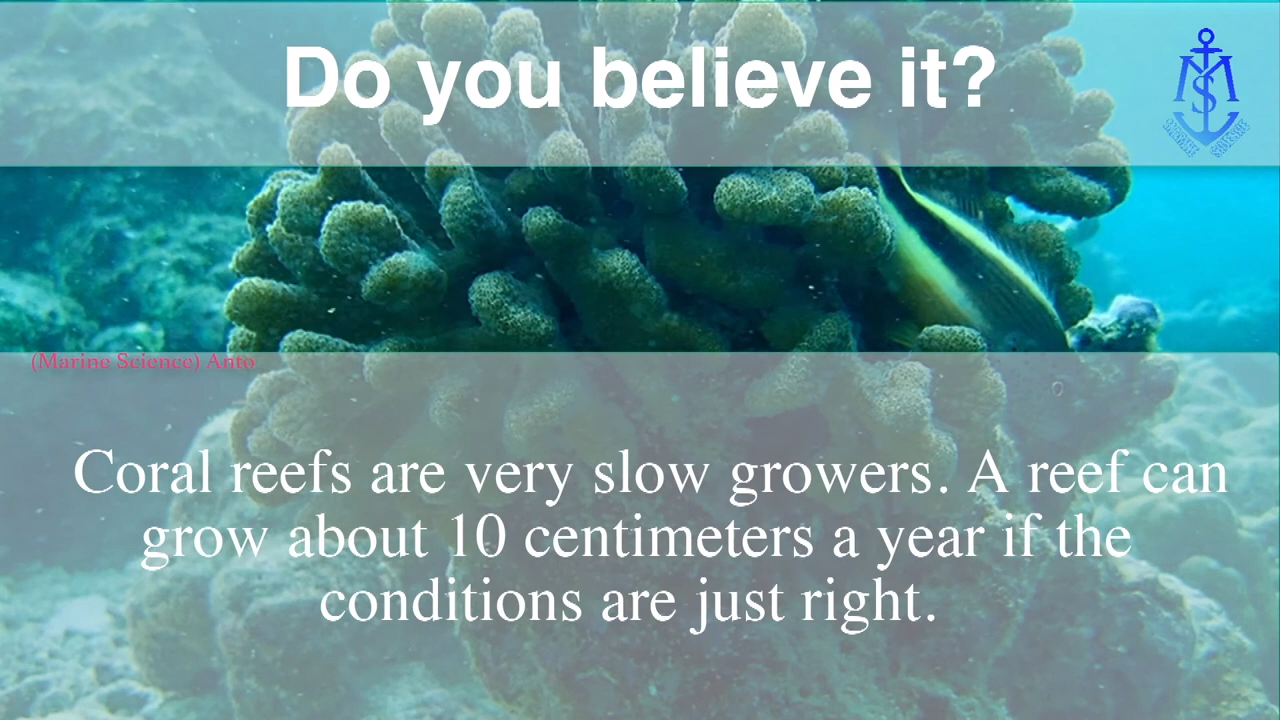 Do you believe it?
(Marine Science) Anto
Coral reefs are very slow growers. A reef can
grow about 10 centimeters a year if the
conditions are just right.